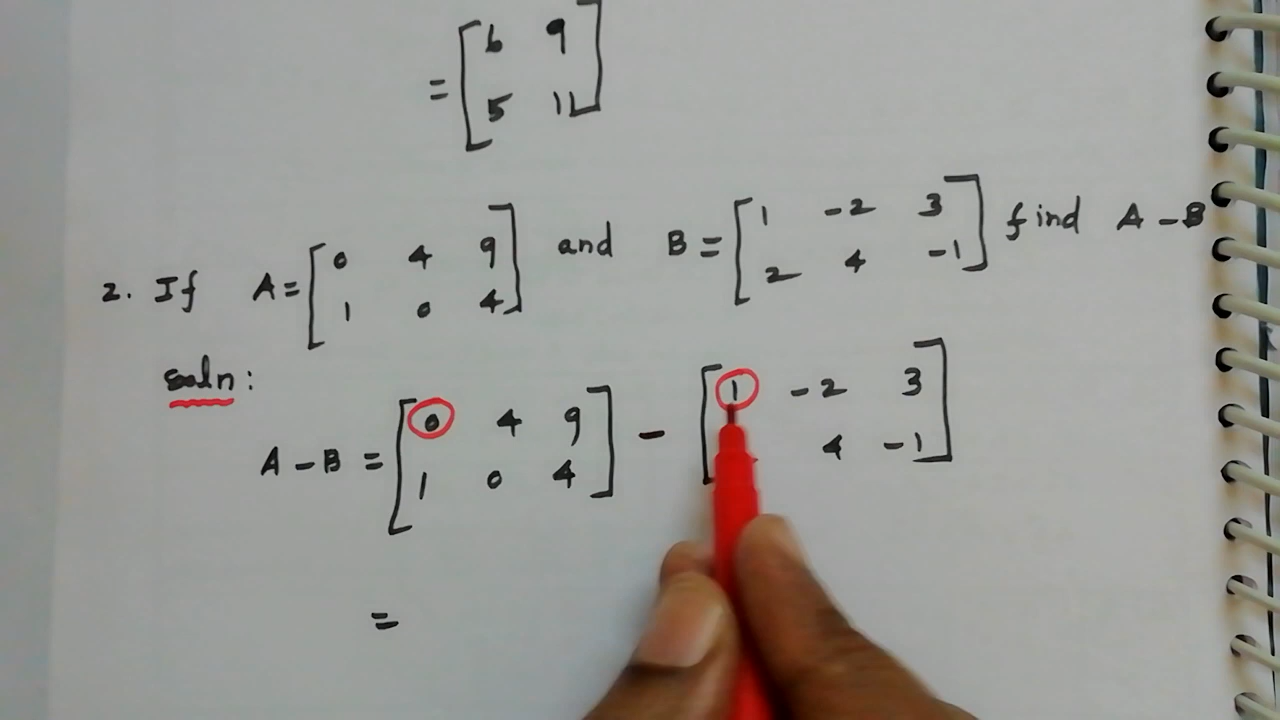 6 9
=
5 11
2. If A = [ 0 4 9 ] and B = [ 1 -2 3 ] find A - B
1 0 4 2 4 -1
Soln:
A - B = [ 0 4 9 ] - [ 1 -2 3 ]
1 0 4 4 -1
=